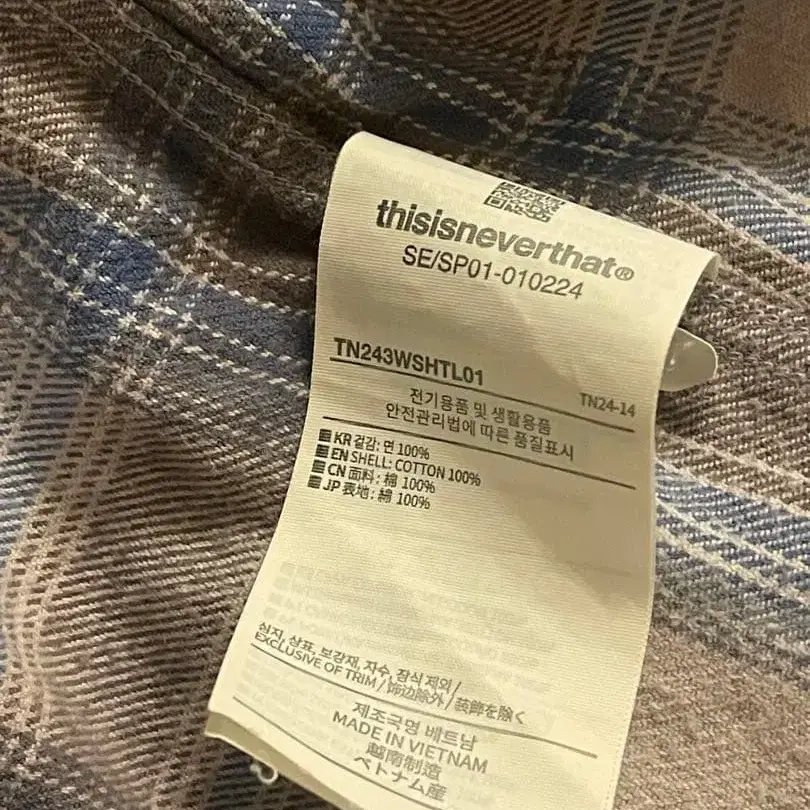 thisisneverthat®
SE/SP01-010224
TN243WSHTL01
TN24-14
전기용품 및 생활용품
안전관리법에 따른 품질표시
KR 겉감: 면 100%
EN SHELL: COTTON 100%
CN 面料: 綿 100%
JP 表地: 綿 100%
심지, 상표, 보강재, 자수, 장식 제외 /
EXCLUSIVE OF TRIM / 饰边除外 / 装飾を除く
제조국명 베트남
MADE IN VIETNAM
越南制造
ベトナム産